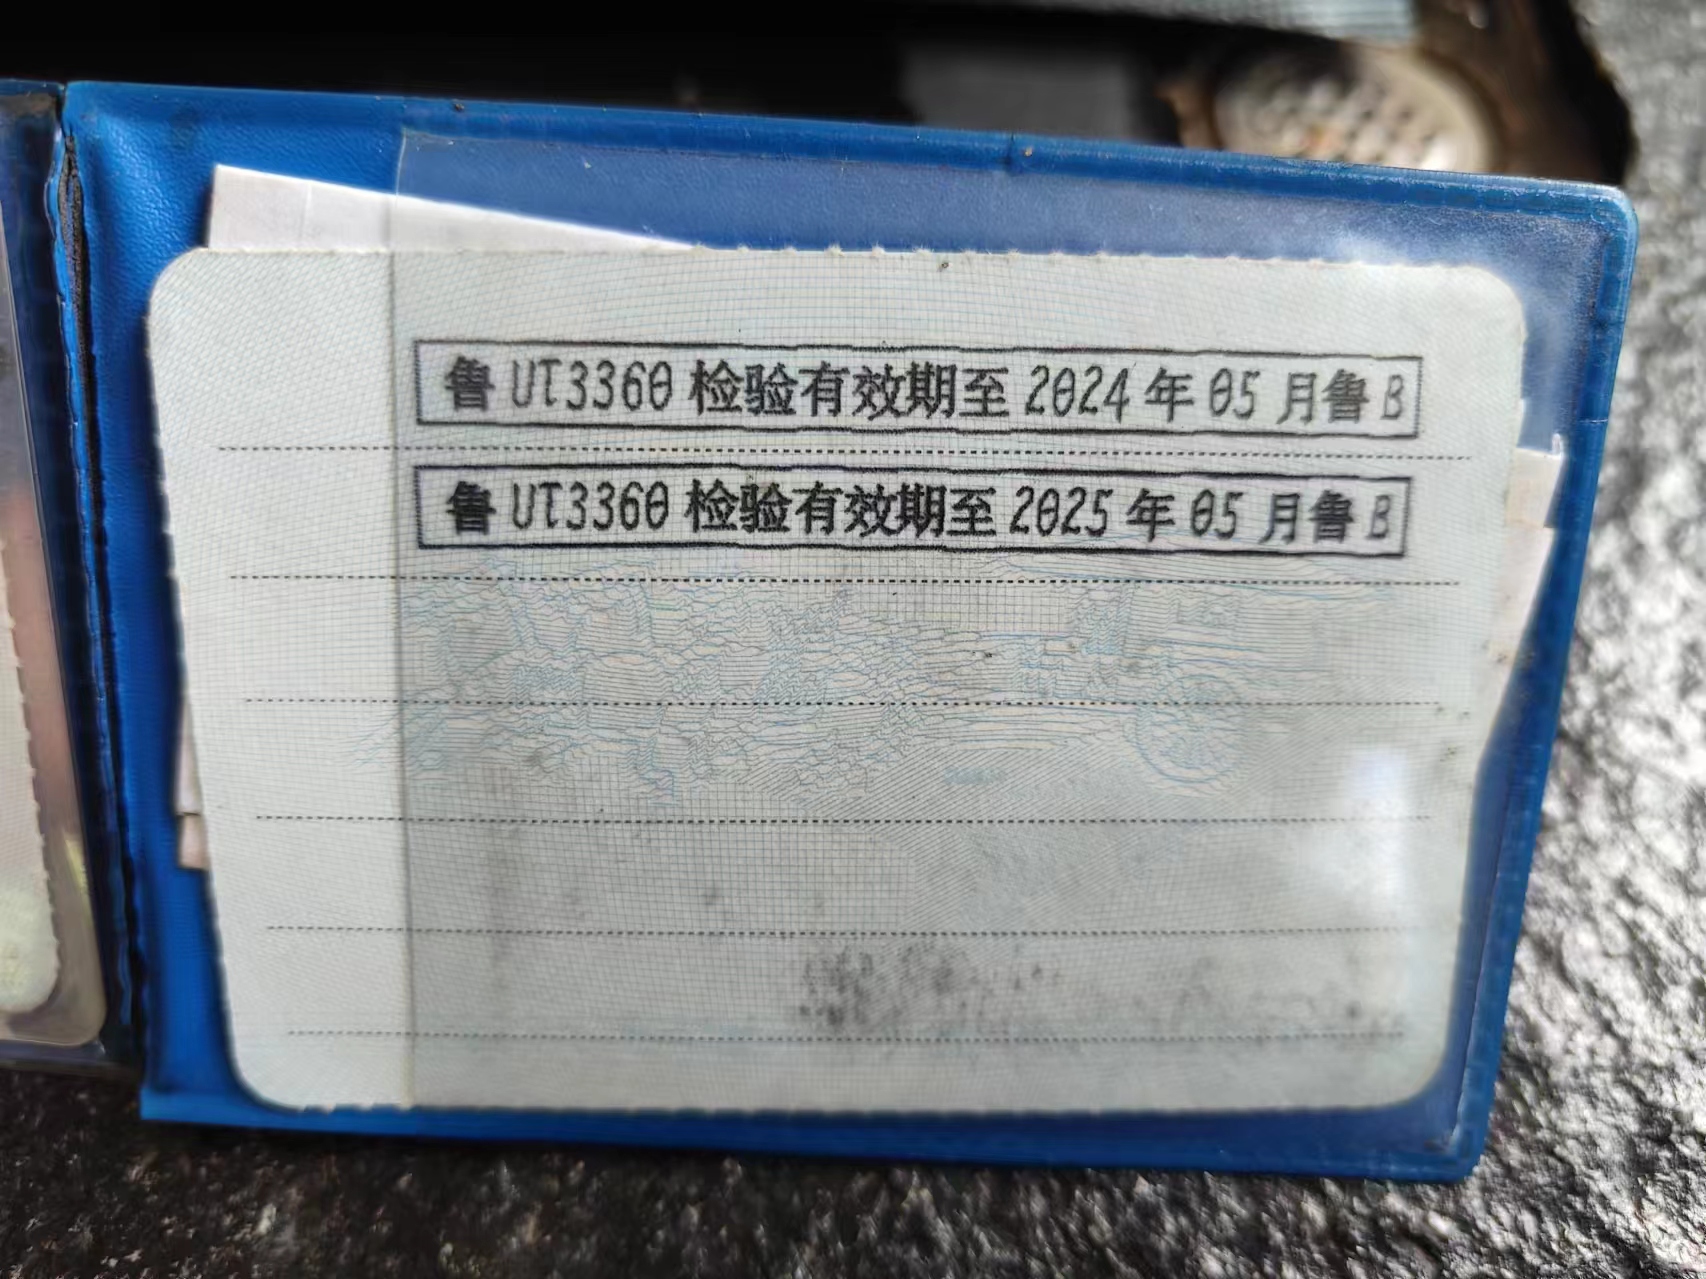 鲁 UT3360 检验有效期至 2024 年 05 月鲁 B
鲁 UT3360 检验有效期至 2025 年 05 月鲁 B